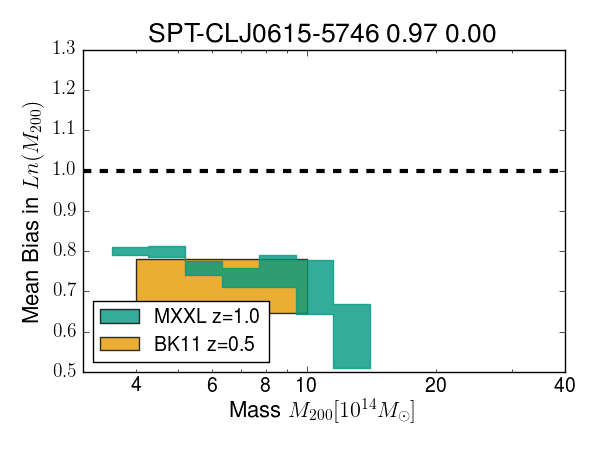 SPT-CLJ0615-5746 0.97 0.00
1.3
1.2
1.1
1.0
0.9
0.8
0.7
0.6
0.5
Mean Bias in Ln(M200)
MXXL z=1.0
BK11 z=0.5
4 6 8 10 20 40
Mass M200[10^14 M⊙]